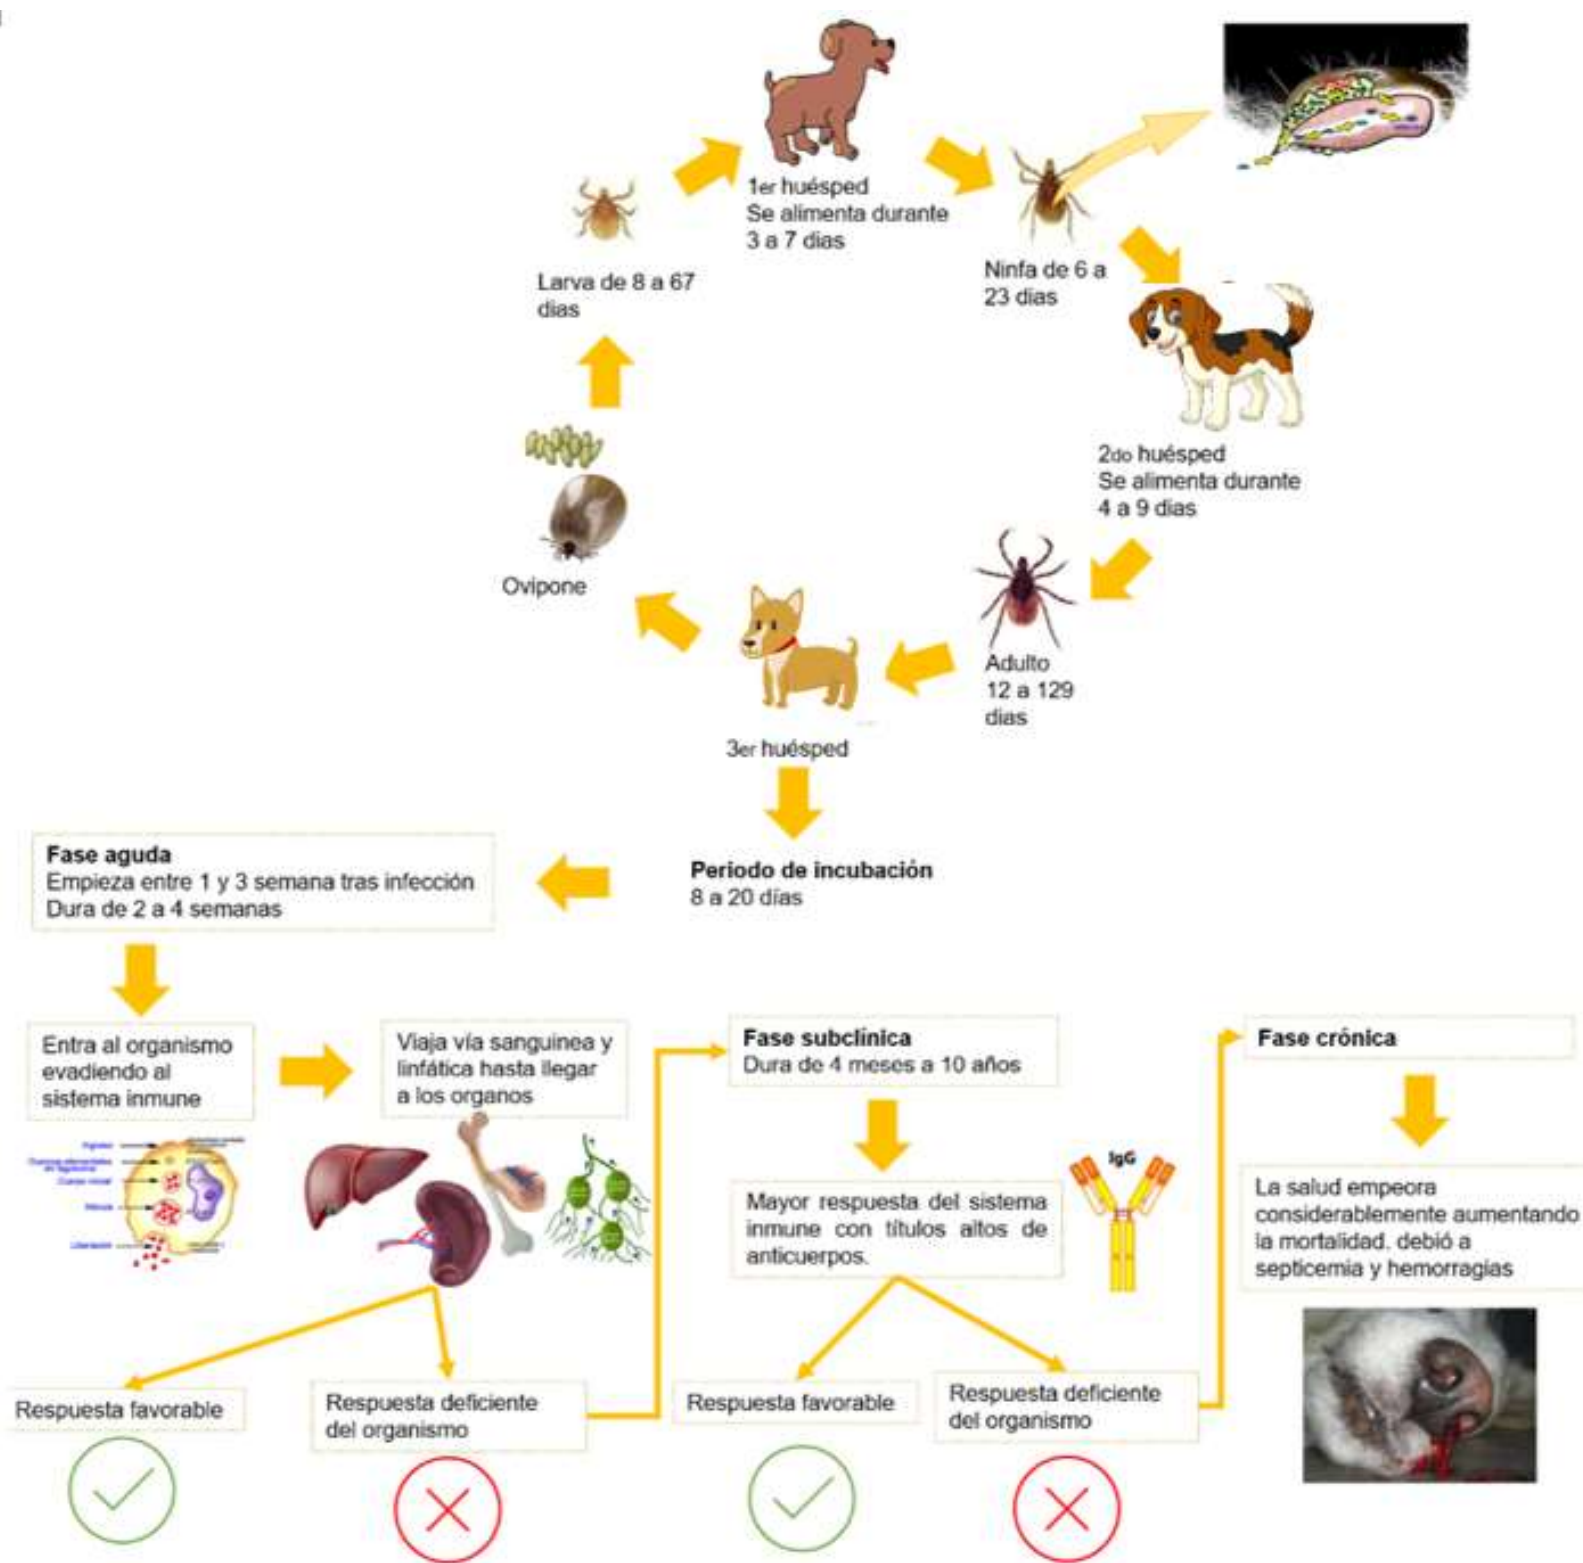 1er huésped
Se alimenta durante
3 a 7 dias
Larva de 8 a 67
dias
Ninfa de 6 a
23 dias
2do huésped
Se alimenta durante
4 a 9 dias
Ovipone
Adulto
12 a 129
dias
3er huésped
Fase aguda
Empieza entre 1 y 3 semana tras infección
Dura de 2 a 4 semanas
Periodo de incubación
8 a 20 días
Entra al organismo
evadiendo al
sistema inmune
Viaja vía sanguinea y
linfática hasta llegar
a los organos
Fase subclínica
Dura de 4 meses a 10 años
Fase crónica
Mayor respuesta del sistema
inmune con títulos altos de
anticuerpos.
IgG
La salud empeora
considerablemente aumentando
la mortalidad. debió a
septicemia y hemorragias
Respuesta favorable
Respuesta deficiente
del organismo
Respuesta favorable
Respuesta deficiente
del organismo